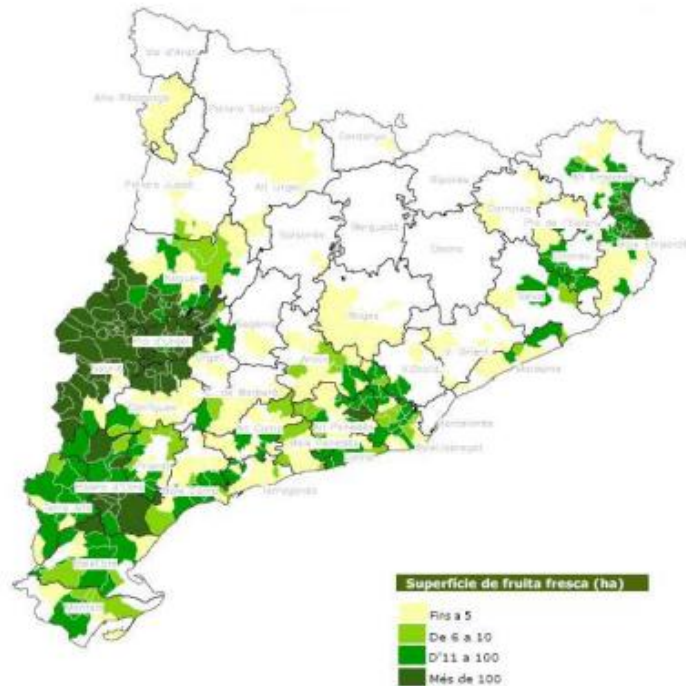 Val d'Aran
Alta Ribagorça
Pallars Sobirà
Cerdanya
Pallars Jussà
Alt Urgell
Ripollès
Alt Empordà
Garrotxa
Pla de l'Estany
Solsonès
Berguedà
Osona
Baix Empordà
Gironès
Noguera
Selva
Segarra
Bages
Pla d'Urgell
Urgell
Segrià
Anoia
V.Orient
Maresme
Garrigues
Conca de Barberà
Alt Camp
Alt Penedès
Barcelonès
Baix Llobregat
Baix Penedès
Garraf
Priorat
Ribera d'Ebre
Baix Camp
Tarragonès
Terra Alta
Baix Ebre
Montsià
Superfície de fruita fresca (ha)
Fins a 5
De 6 a 10
D'11 a 100
Més de 100